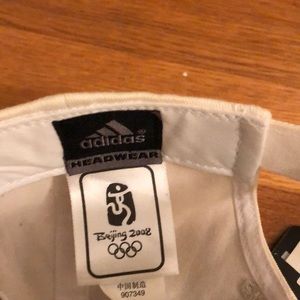 adidas
HEADWEAR
Beijing 2008
中国制造
907349